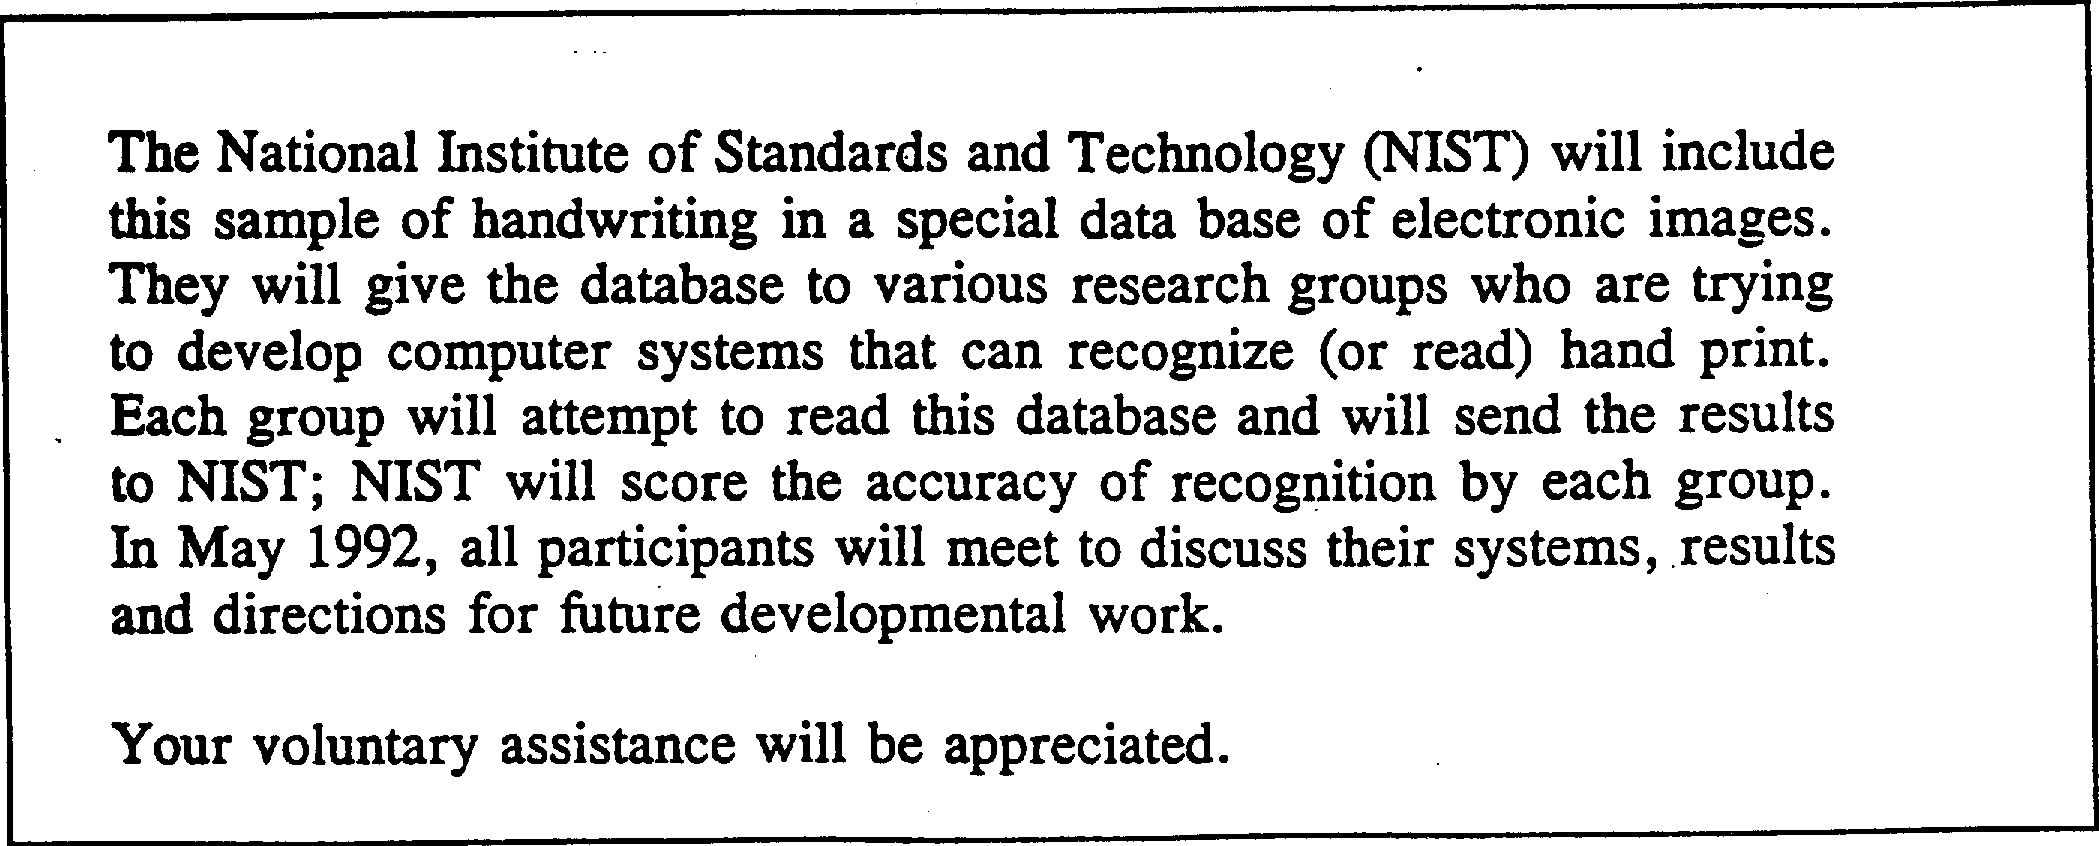 The National Institute of Standards and Technology (NIST) will include
this sample of handwriting in a special data base of electronic images.
They will give the database to various research groups who are trying
to develop computer systems that can recognize (or read) hand print.
Each group will attempt to read this database and will send the results
to NIST; NIST will score the accuracy of recognition by each group.
In May 1992, all participants will meet to discuss their systems, results
and directions for future developmental work.
Your voluntary assistance will be appreciated.